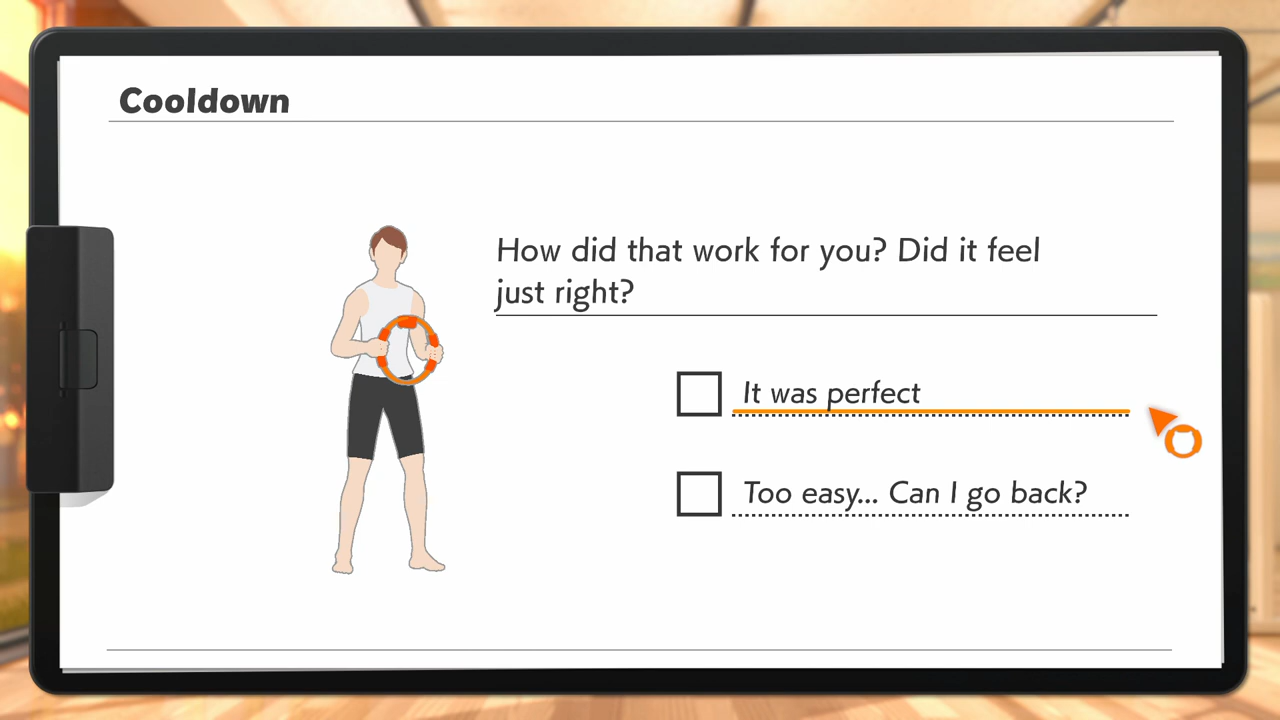 Cooldown
How did that work for you? Did it feel
just right?
It was perfect
Too easy... Can I go back?